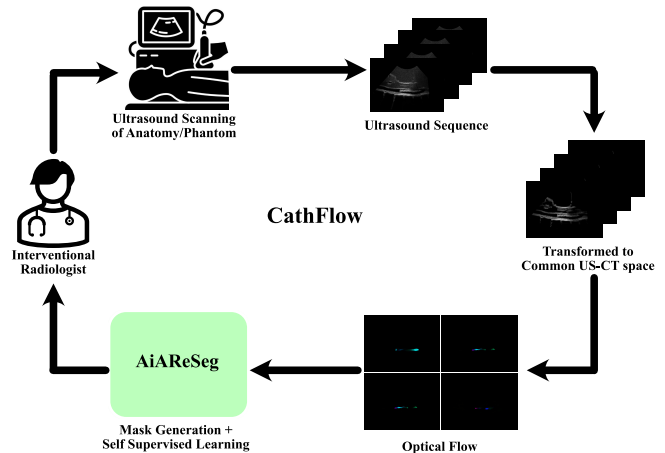 Ultrasound Scanning
of Anatomy/Phantom
Ultrasound Sequence
Interventional
Radiologist
CathFlow
Transformed to
Common US-CT space
AiAReSeg
Mask Generation +
Self Supervised Learning
Optical Flow